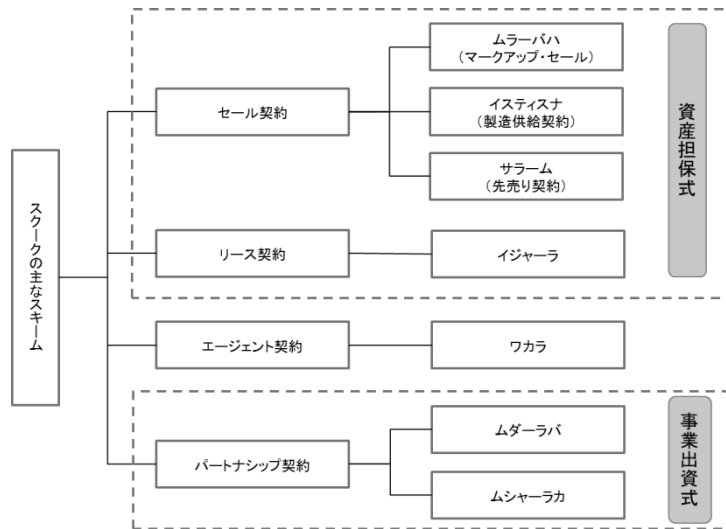 スクークの主なスキーム
セール契約
ムラーバハ
（マークアップ・セール）
イスティスナ
（製造供給契約）
サラーム
（先売り契約）
リース契約
イジャーラ
資産担保式
エージェント契約
ワカラ
パートナシップ契約
ムダーラバ
ムシャーラカ
事業出資式